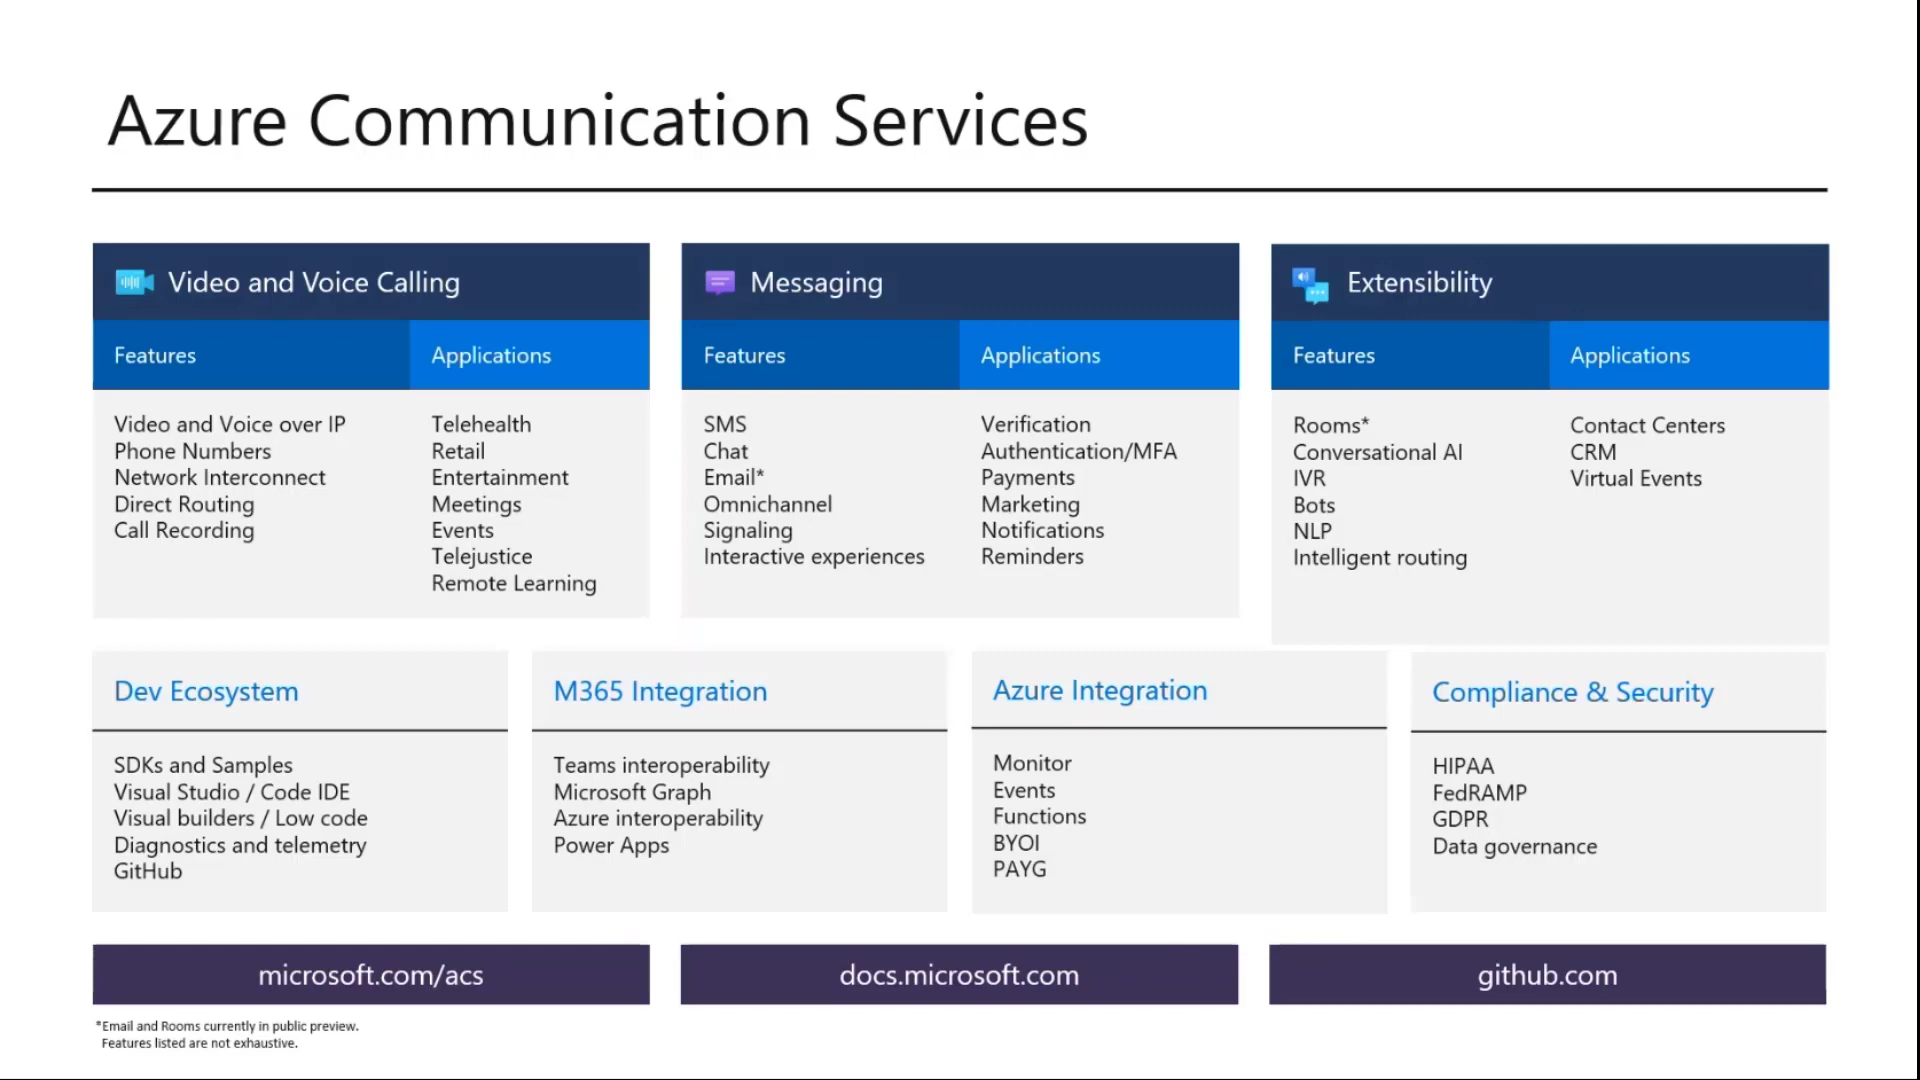 Azure Communication Services
Video and Voice Calling
Features
Applications
Video and Voice over IP
Phone Numbers
Network Interconnect
Direct Routing
Call Recording
Telehealth
Retail
Entertainment
Meetings
Events
Telejustice
Remote Learning
Messaging
Features
Applications
SMS
Chat
Email*
Omnichannel
Signaling
Interactive experiences
Verification
Authentication/MFA
Payments
Marketing
Notifications
Reminders
Extensibility
Features
Applications
Rooms*
Conversational AI
IVR
Bots
NLP
Intelligent routing
Contact Centers
CRM
Virtual Events
Dev Ecosystem
SDKs and Samples
Visual Studio / Code IDE
Visual builders / Low code
Diagnostics and telemetry
GitHub
M365 Integration
Teams interoperability
Microsoft Graph
Azure interoperability
Power Apps
Azure Integration
Monitor
Events
Functions
BYOI
PAYG
Compliance & Security
HIPAA
FedRAMP
GDPR
Data governance
microsoft.com/acs
docs.microsoft.com
github.com
*Email and Rooms currently in public preview.
Features listed are not exhaustive.